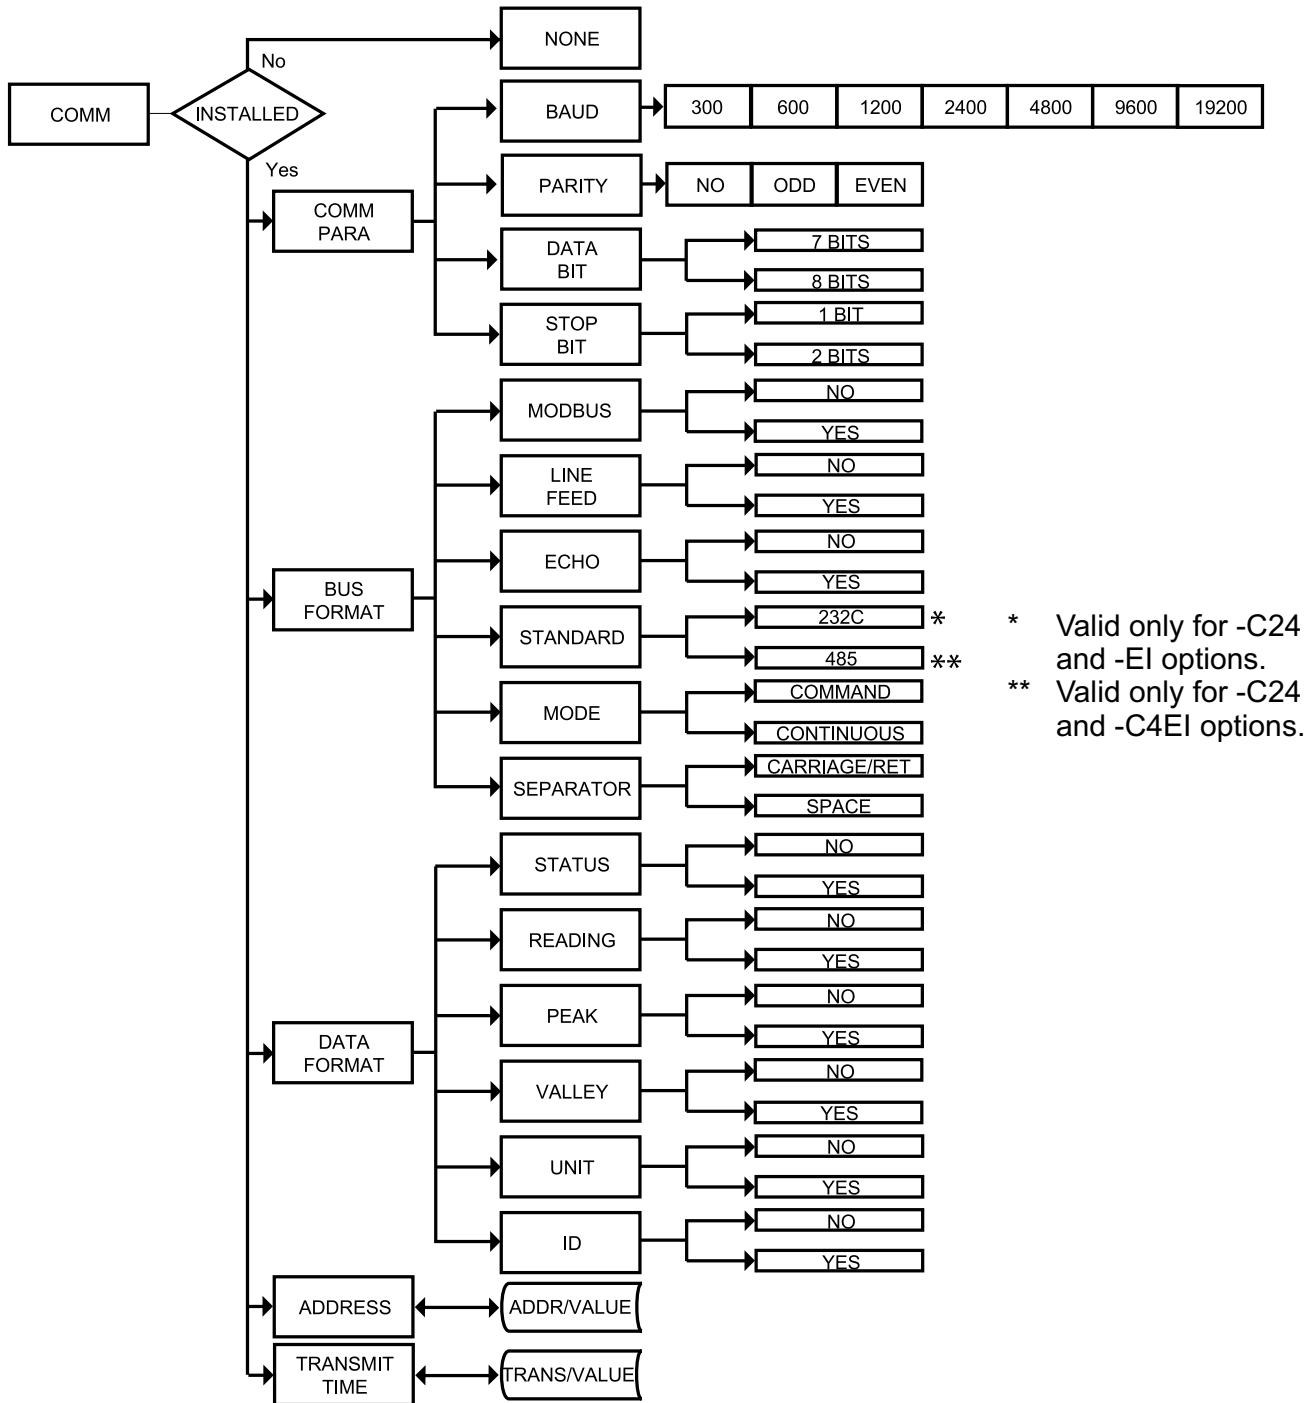 NONE
No
COMM
INSTALLED
BAUD
300 600 1200 2400 4800 9600 19200
Yes
COMM
PARA
PARITY
NO ODD EVEN
DATA
BIT
7 BITS
8 BITS
STOP
BIT
1 BIT
2 BITS
BUS
FORMAT
MODBUS
NO
YES
LINE
FEED
NO
YES
ECHO
NO
YES
STANDARD
232C *
485 **
* Valid only for -C24
and -EI options.
** Valid only for -C24
and -C4EI options.
MODE
COMMAND
CONTINUOUS
SEPARATOR
CARRIAGE/RET
SPACE
DATA
FORMAT
STATUS
NO
YES
READING
NO
YES
PEAK
NO
YES
VALLEY
NO
YES
UNIT
NO
YES
ID
NO
YES
ADDRESS
ADDR/VALUE
TRANSMIT
TIME
TRANS/VALUE